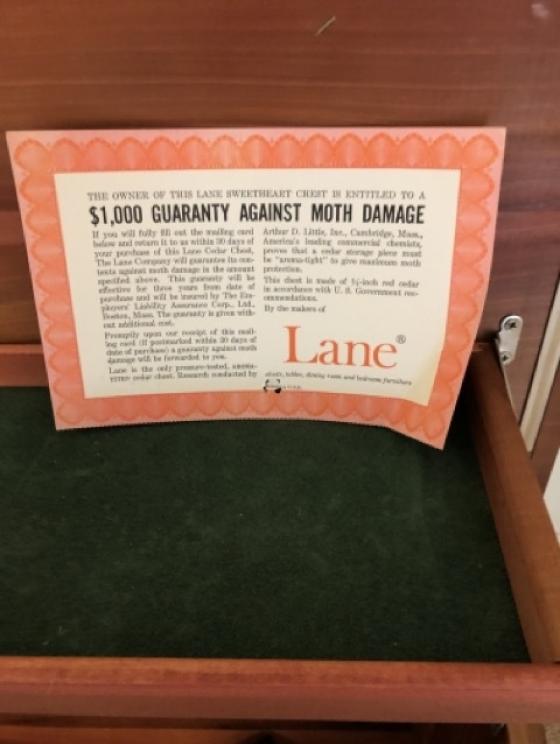 THE OWNER OF THIS LANE SWEETHEART CHEST IS ENTITLED TO A
$1,000 GUARANTY AGAINST MOTH DAMAGE
If you will fully fill out the mailing card
below and return it to us within 30 days of
your purchase of this Lane Cedar Chest,
The Lane Company will guarantee its con-
tents against moth damage in the amount
specified above. This guaranty will be
effective for three years from date of
purchase and will be insured by The Em-
ployers' Liability Assurance Corp., Ltd.,
Boston, Mass. The guaranty is given with-
out additional cost.
Promptly upon our receipt of this mail-
ing card (if postmarked within 30 days of
date of purchase) a guaranty against moth
damage will be forwarded to you.
Lane is the only pressure-tested, AROMA-
TITE® cedar chest. Research conducted by
Arthur D. Little, Inc., Cambridge, Mass.,
America's leading commercial chemists,
proves that a cedar storage piece must
be "aroma-tight" to give maximum moth
protection.
This chest is made of ¾-inch red cedar
in accordance with U. S. Government rec-
ommendations.
By the makers of
Lane®
chests, tables, dining room and bedroom furniture